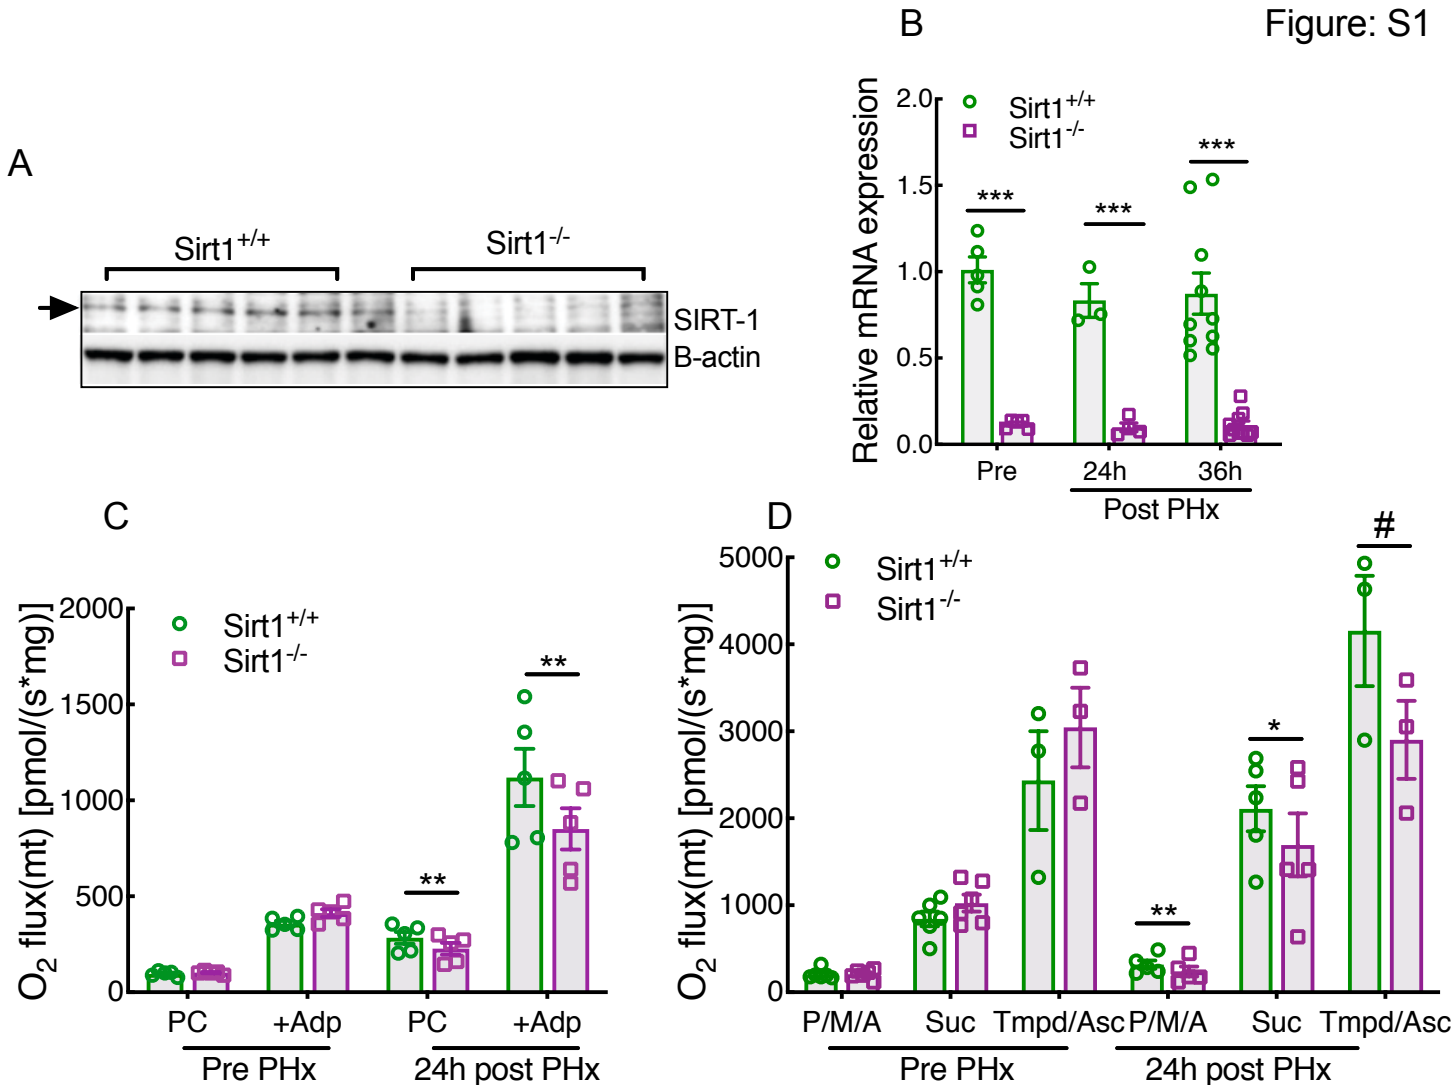 Figure: S1
A
Sirt1+/+
Sirt1-/-
SIRT-1
B-actin
B
Relative mRNA expression
2.0
1.5
1.0
0.5
0.0
Sirt1+/+
Sirt1-/-
***
***
***
Pre
24h
36h
Post PHx
C
O2 flux(mt) [pmol/(s*mg)]
2000
1500
1000
500
0
Sirt1+/+
Sirt1-/-
**
**
PC
+Adp
PC
+Adp
Pre PHx
24h post PHx
D
O2 flux(mt) [pmol/(s*mg)]
5000
4000
3000
2000
1000
0
Sirt1+/+
Sirt1-/-
**
*
#
P/M/A
Suc
Tmpd/Asc
P/M/A
Suc
Tmpd/Asc
Pre PHx
24h post PHx